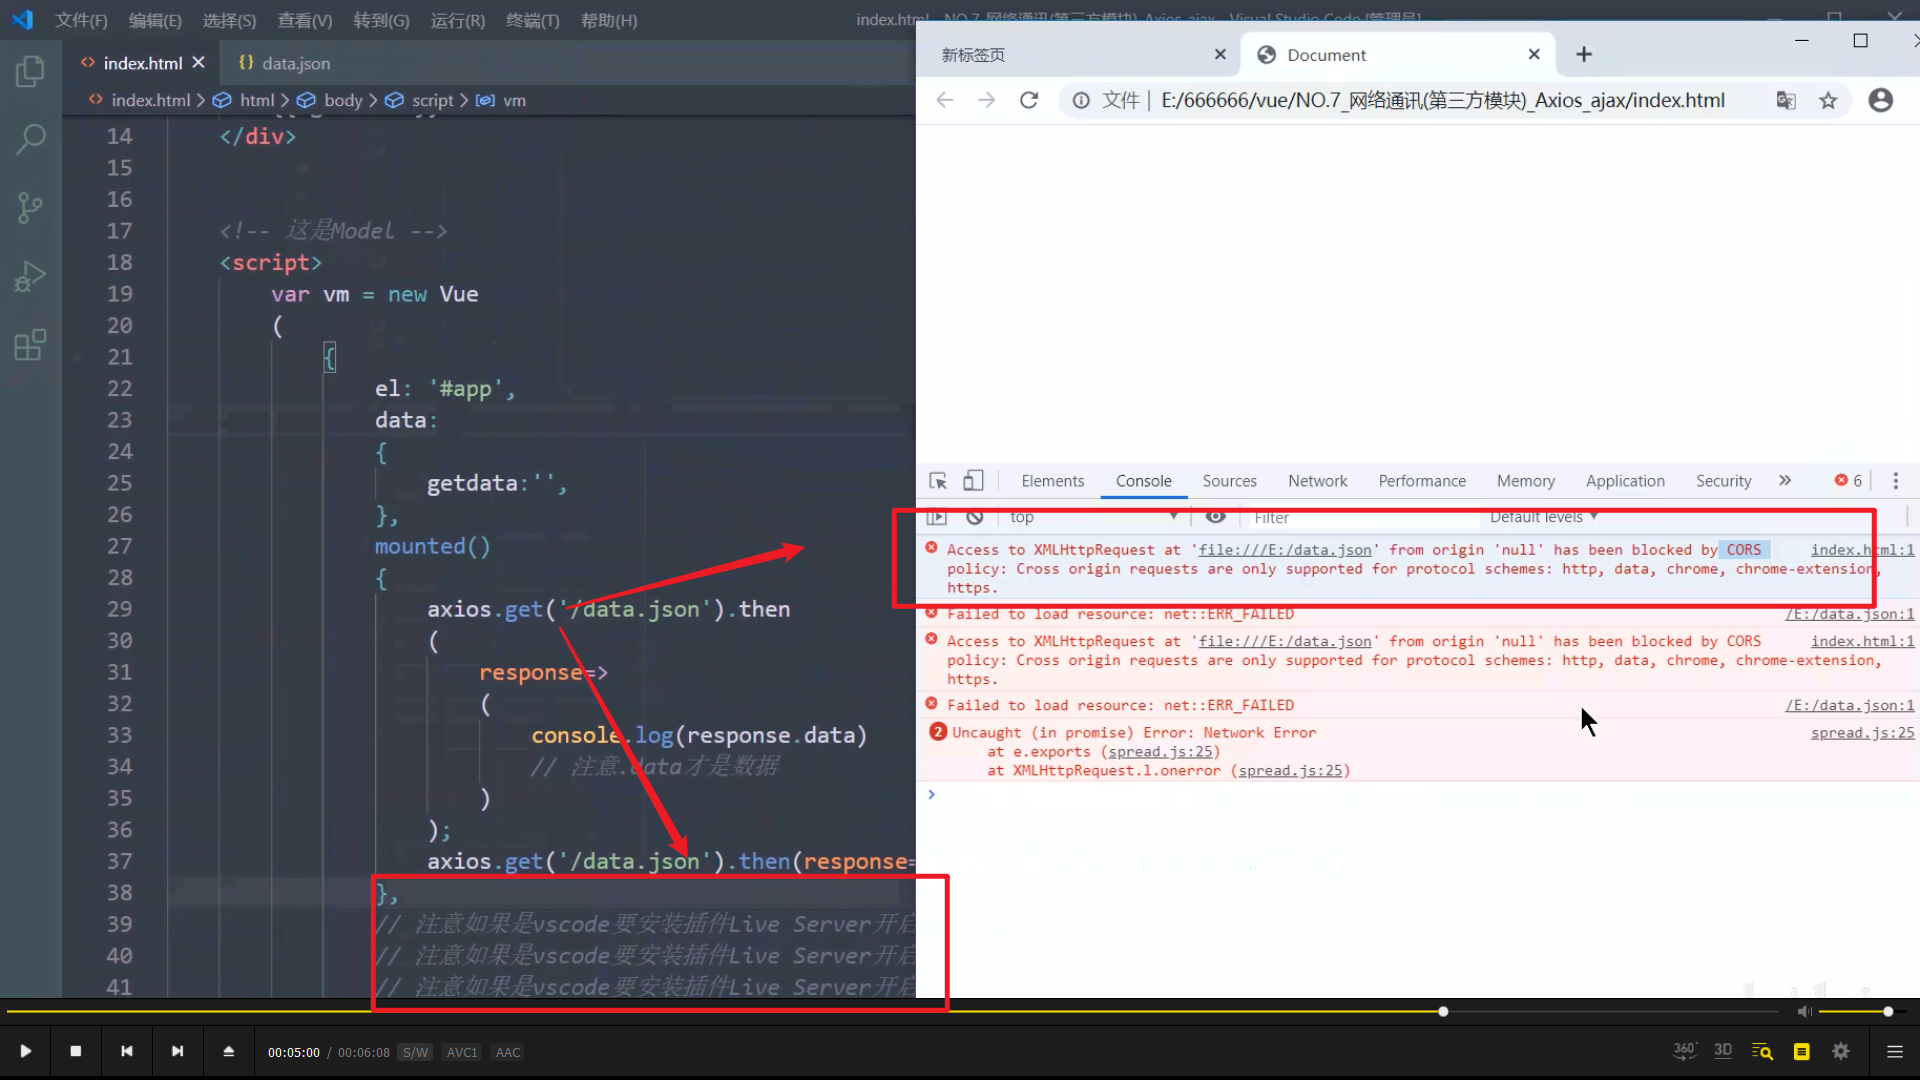 文件(F) 编辑(E) 选择(S) 查看(V) 转到(G) 运行(R) 终端(T) 帮助(H)
index.html - NO.7_网络通讯(第三方模块)_Axios_ajax - Visual Studio Code [管理员]
index.html
data.json
index.html > html > body > script > vm
14 </div>
15
16
17 <!-- 这是Model -->
18 <script>
19 var vm = new Vue
20 (
21 {
22 el: '#app',
23 data:
24 {
25 getdata:'',
26 },
27 mounted()
28 {
29 axios.get('/data.json').then
30 (
31 response=>
32 (
33 console.log(response.data)
34 // 注意.data才是数据
35 )
36 );
37 axios.get('/data.json').then(response=
38 },
39 // 注意如果是vscode要安装插件Live Server开启
40 // 注意如果是vscode要安装插件Live Server开启
41 // 注意如果是vscode要安装插件Live Server开启
新标签页
Document
文件 | E:/666666/vue/NO.7_网络通讯(第三方模块)_Axios_ajax/index.html
Elements Console Sources Network Performance Memory Application Security » 6
top Filter Default levels
Access to XMLHttpRequest at 'file:///E:/data.json' from origin 'null' has been blocked by CORS index.html:1
policy: Cross origin requests are only supported for protocol schemes: http, data, chrome, chrome-extension,
https.
Failed to load resource: net::ERR_FAILED /E:/data.json:1
Access to XMLHttpRequest at 'file:///E:/data.json' from origin 'null' has been blocked by CORS index.html:1
policy: Cross origin requests are only supported for protocol schemes: http, data, chrome, chrome-extension,
https.
Failed to load resource: net::ERR_FAILED /E:/data.json:1
2 Uncaught (in promise) Error: Network Error spread.js:25
at e.exports (spread.js:25)
at XMLHttpRequest.l.onerror (spread.js:25)
00:05:00 / 00:06:08 S/W AVC1 AAC
360° 3D